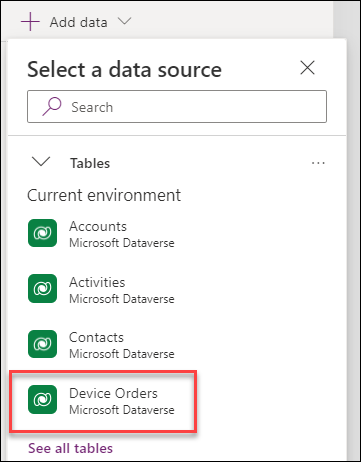 Add data
Select a data source
Search
Tables
Current environment
Accounts
Microsoft Dataverse
Activities
Microsoft Dataverse
Contacts
Microsoft Dataverse
Device Orders
Microsoft Dataverse
See all tables